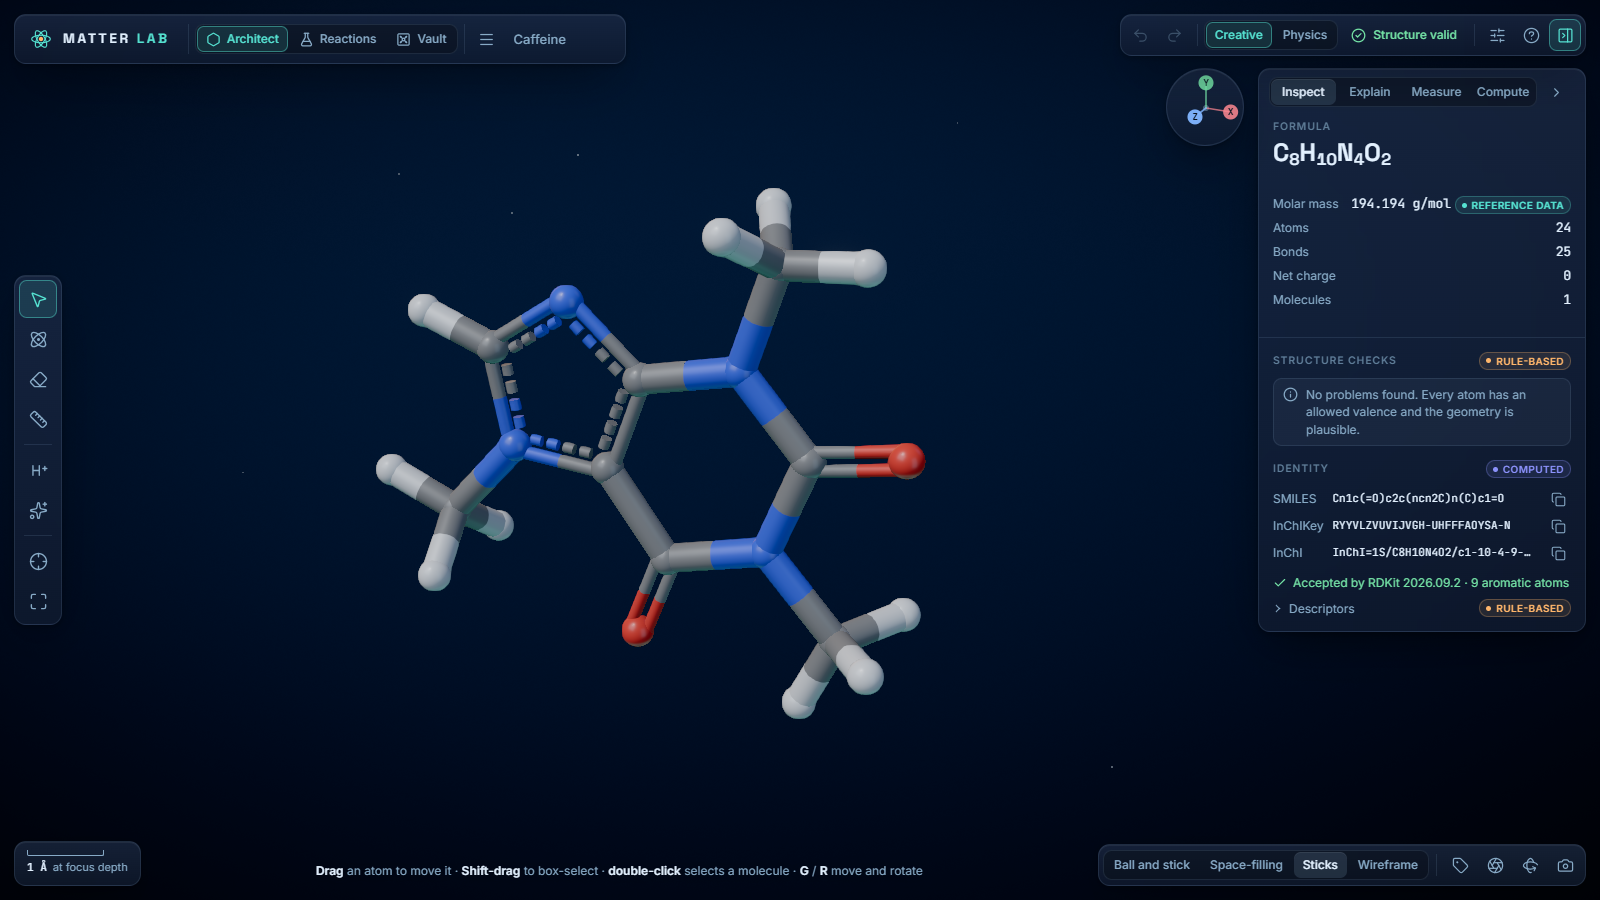 MATTER LAB
Architect
Reactions
Vault
Caffeine
Creative
Physics
Structure valid
Y
X
Z
Inspect
Explain
Measure
Compute
FORMULA
C8H10N4O2
Molar mass 194.194 g/mol REFERENCE DATA
Atoms 24
Bonds 25
Net charge 0
Molecules 1
STRUCTURE CHECKS RULE-BASED
No problems found. Every atom has an
allowed valence and the geometry is
plausible.
IDENTITY COMPUTED
SMILES Cn1c(=O)c2c(ncn2C)n(C)c1=O
InChIKey RYYVLZVUVIJVGH-UHFFFAOYSA-N
InChI InChI=1S/C8H10N4O2/c1-10-4-9-…
Accepted by RDKit 2026.09.2 · 9 aromatic atoms
Descriptors RULE-BASED
H+
1 Å at focus depth
Drag an atom to move it · Shift-drag to box-select · double-click selects a molecule · G / R move and rotate
Ball and stick
Space-filling
Sticks
Wireframe